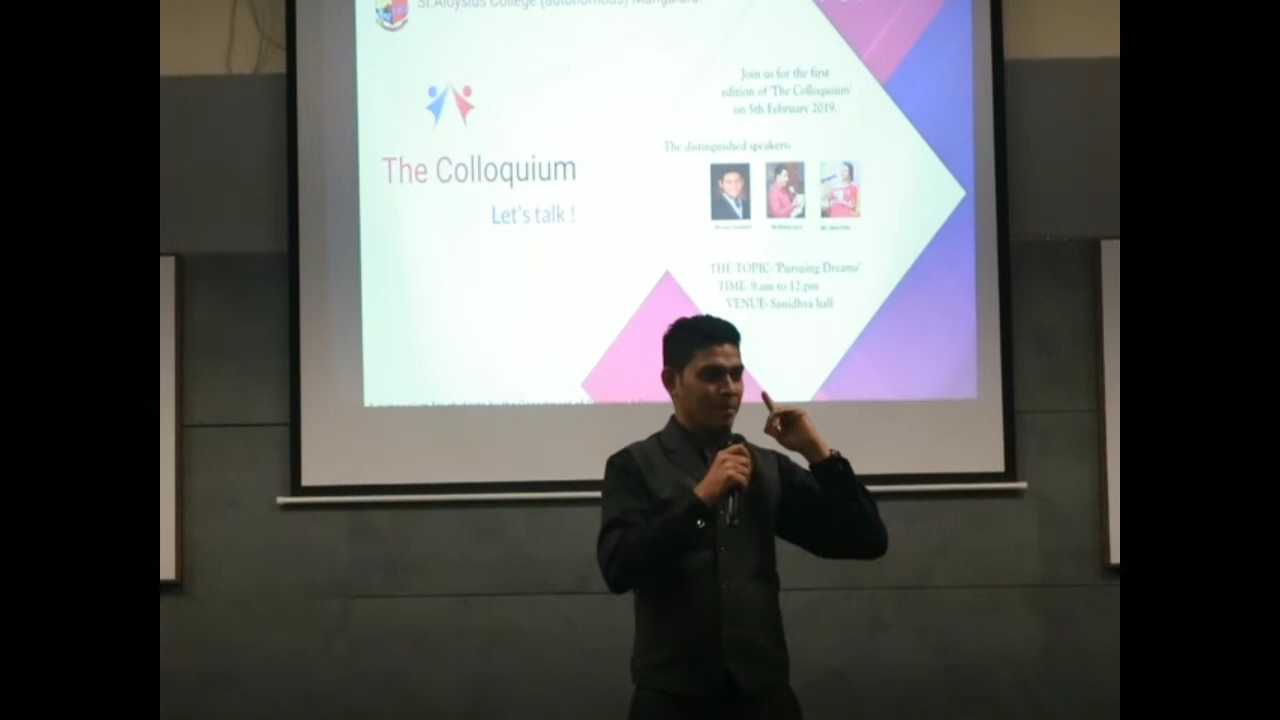 St.Aloysius College (autonomous) Mangaluru.
The Colloquium
Let's talk !
Join us for the first
edition of 'The Colloquium'
on 5th February 2019.
The distinguished speakers:
THE TOPIC- 'Pursuing Dreams'
TIME- 9.am to 12.pm
VENUE- Sanidhya hall